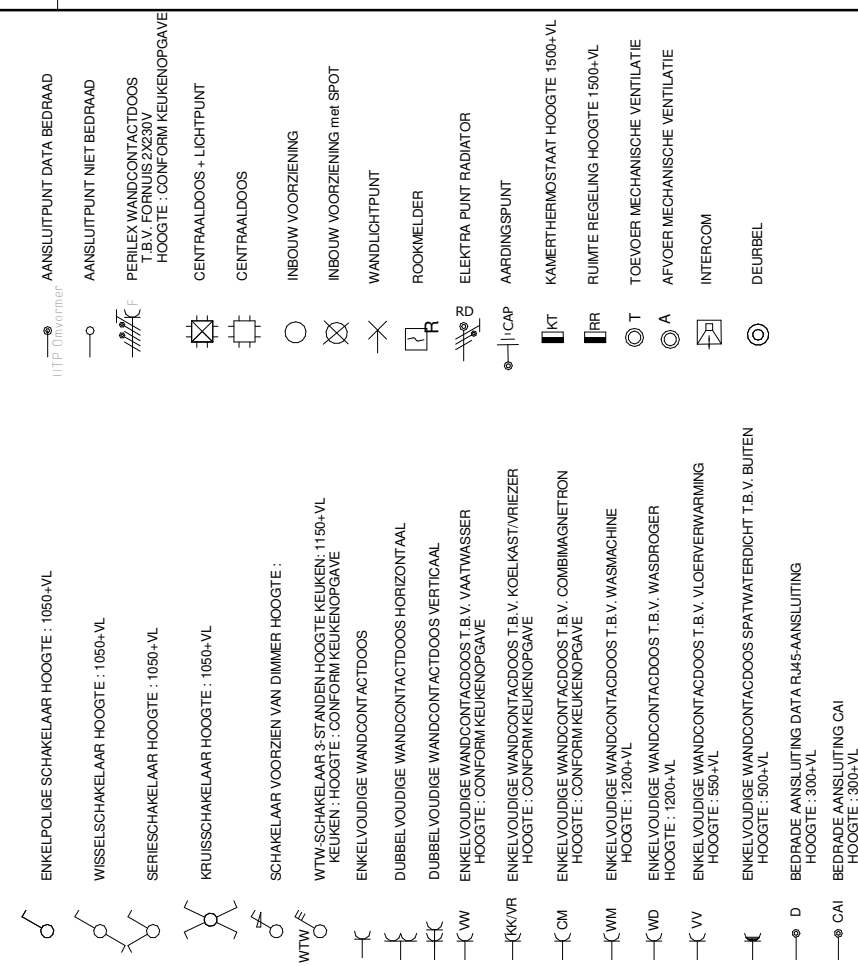 ENKELPOLIGE SCHAKELAAR HOOGTE : 1050+VL
WISSELSCHAKELAAR HOOGTE : 1050+VL
SERIESCHAKELAAR HOOGTE : 1050+VL
KRUISSCHAKELAAR HOOGTE : 1050+VL
SCHAKELAAR VOORZIEN VAN DIMMER HOOGTE :
WTW
WTW-SCHAKELAAR 3-STANDEN HOOGTE KEUKEN: 1150+VL
KEUKEN : HOOGTE : CONFORM KEUKENOPGAVE
ENKELVOUDIGE WANDCONTACTDOOS
DUBBELVOUDIGE WANDCONTACTDOOS HORIZONTAAL
DUBBELVOUDIGE WANDCONTACTDOOS VERTICAAL
VW
ENKELVOUDIGE WANDCONTACDOOS T.B.V. VAATWASSER
HOOGTE : CONFORM KEUKENOPGAVE
KK/VR
ENKELVOUDIGE WANDCONTACDOOS T.B.V. KOELKAST/VRIEZER
HOOGTE : CONFORM KEUKENOPGAVE
CM
ENKELVOUDIGE WANDCONTACDOOS T.B.V. COMBIMAGNETRON
HOOGTE : CONFORM KEUKENOPGAVE
WM
ENKELVOUDIGE WANDCONTACDOOS T.B.V. WASMACHINE
HOOGTE : 1200+VL
WD
ENKELVOUDIGE WANDCONTACDOOS T.B.V. WASDROGER
HOOGTE : 1200+VL
VV
ENKELVOUDIGE WANDCONTACDOOS T.B.V. VLOERVERWARMING
HOOGTE : 550+VL
ENKELVOUDIGE WANDCONTACDOOS SPATWATERDICHT T.B.V. BUITEN
HOOGTE : 500+VL
D
BEDRADE AANSLUITING DATA RJ45-AANSLUITING
HOOGTE : 300+VL
CAI
BEDRADE AANSLUITING CAI
HOOGTE : 300+VL
UTP Omvormer
AANSLUITPUNT DATA BEDRAAD
AANSLUITPUNT NIET BEDRAAD
F
PERILEX WANDCONTACTDOOS
T.B.V. FORNUIS 2X230V
HOOGTE : CONFORM KEUKENOPGAVE
CENTRAALDOOS + LICHTPUNT
CENTRAALDOOS
INBOUW VOORZIENING
INBOUW VOORZIENING met SPOT
WANDLICHTPUNT
R
ROOKMELDER
RD
ELEKTRA PUNT RADIATOR
CAP
AARDINGSPUNT
KT
KAMERTHERMOSTAAT HOOGTE 1500+VL
RR
RUIMTE REGELING HOOGTE 1500+VL
T
TOEVOER MECHANISCHE VENTILATIE
A
AFVOER MECHANISCHE VENTILATIE
INTERCOM
DEURBEL